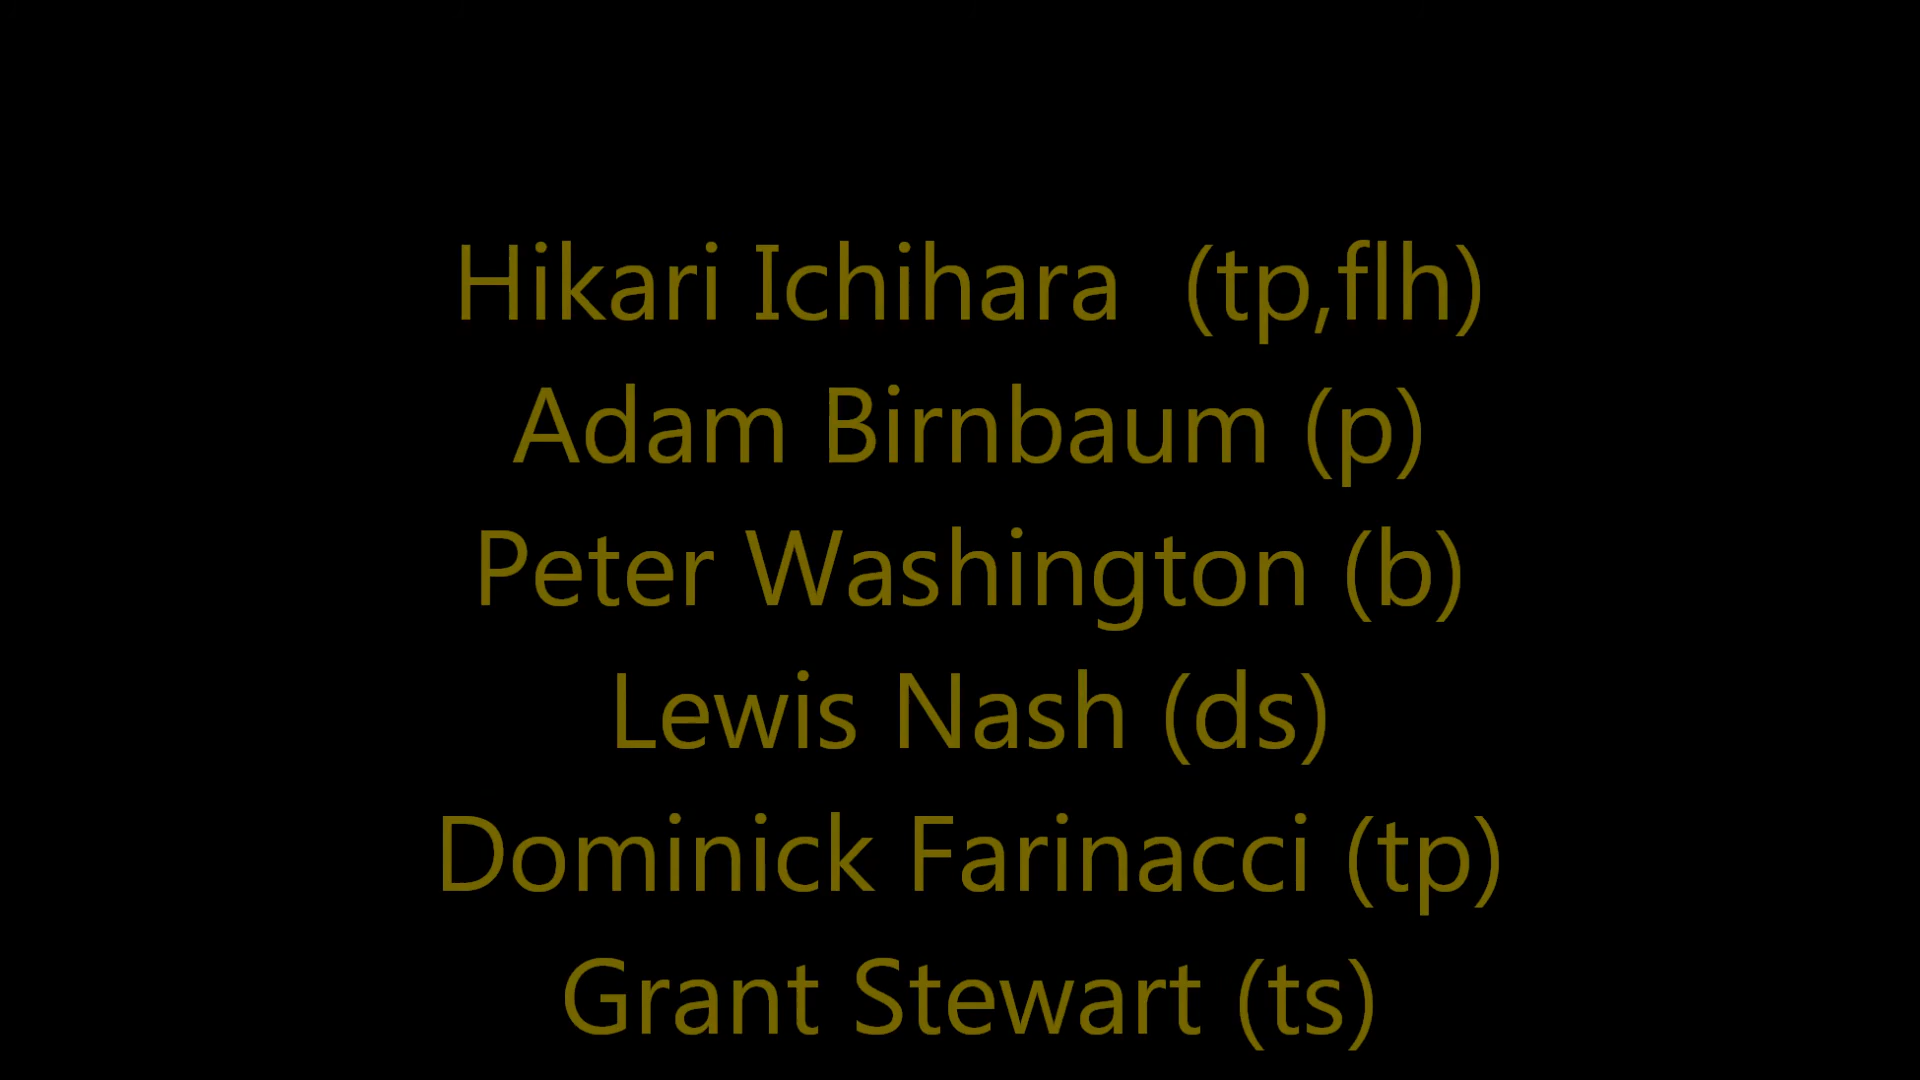 Hikari Ichihara  (tp,flh)
Adam Birnbaum (p)
Peter Washington (b)
Lewis Nash (ds)
Dominick Farinacci (tp)
Grant Stewart (ts)